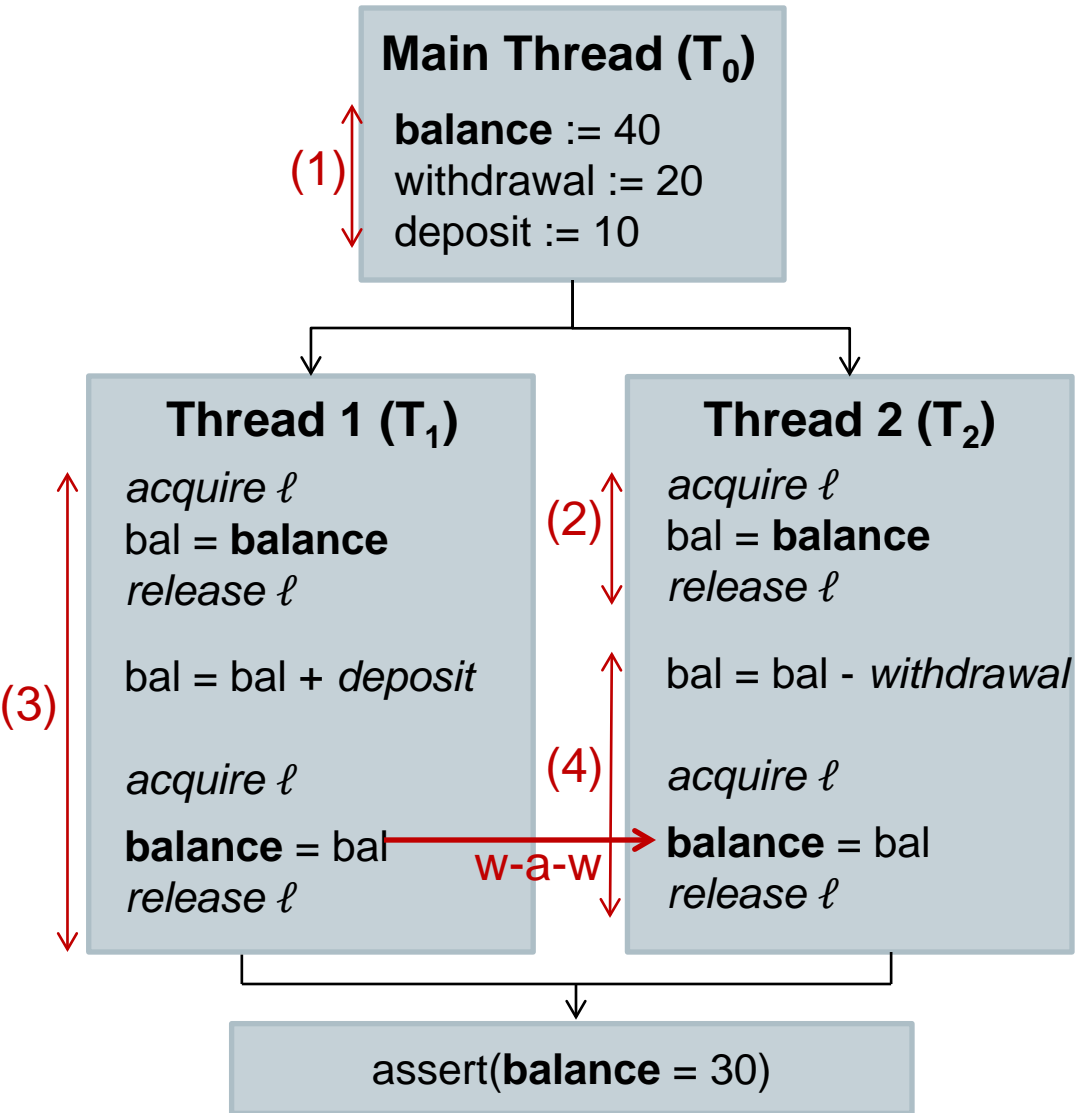 Main Thread (T₀)
(1)
balance := 40
withdrawal := 20
deposit := 10
Thread 1 (T₁)
(3)
acquire ℓ
bal = balance
release ℓ
bal = bal + deposit
acquire ℓ
balance = bal
release ℓ
w-a-w
Thread 2 (T₂)
(2)
acquire ℓ
bal = balance
release ℓ
(4)
bal = bal - withdrawal
acquire ℓ
balance = bal
release ℓ
assert(balance = 30)